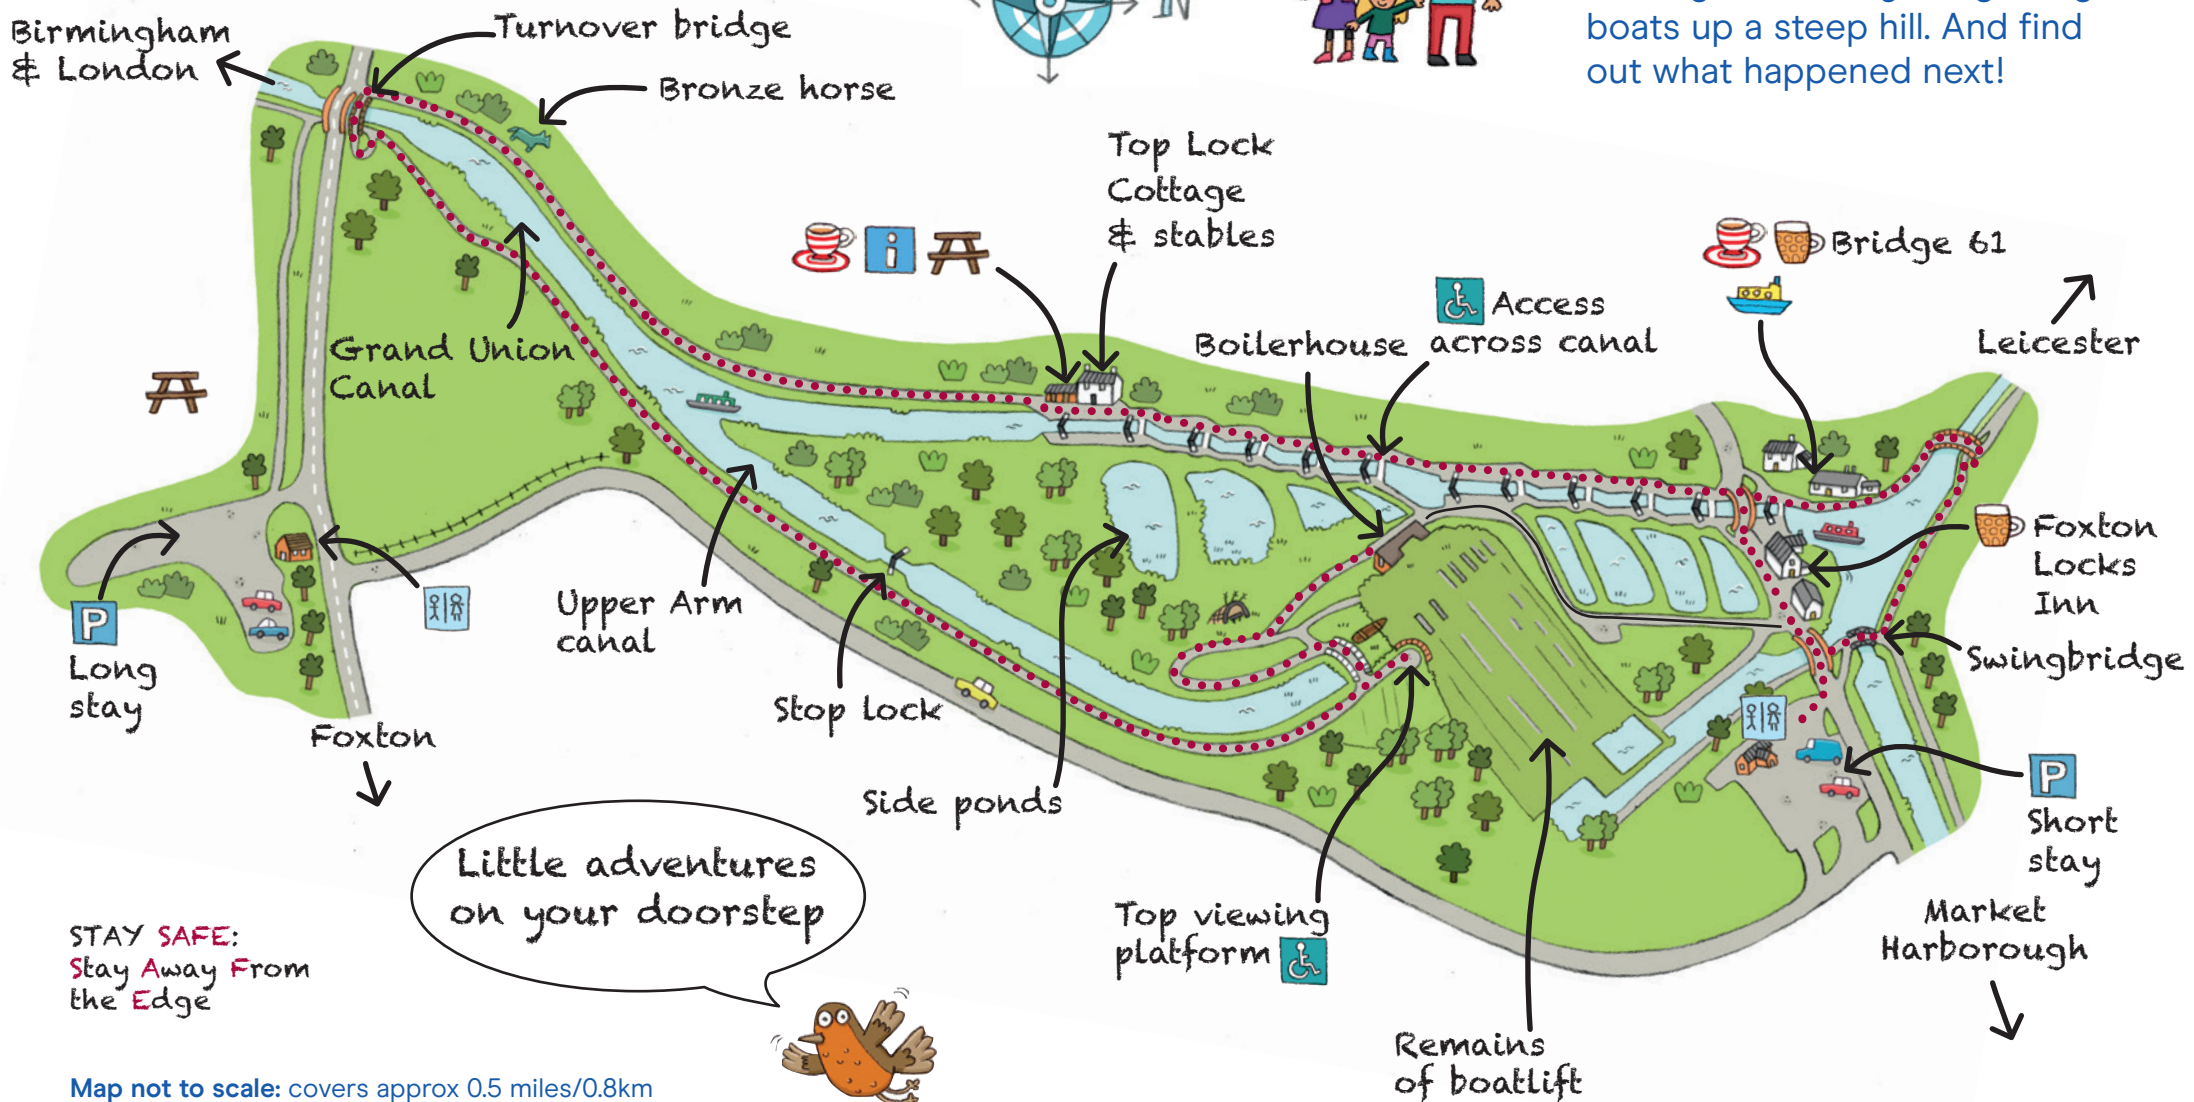 boats up a steep hill. And find
out what happened next!
N
Birmingham
& London
Turnover bridge
Bronze horse
Top Lock
Cottage
& stables
i
Bridge 61
Access
across canal
Boilerhouse
Leicester
Grand Union
Canal
Foxton
Locks
Inn
Upper Arm
canal
P
Long
stay
Stop lock
Swingbridge
Foxton
Side ponds
P
Short
stay
Little adventures
on your doorstep
Top viewing
platform
Market
Harborough
STAY SAFE:
Stay Away From
the Edge
Remains
of boatlift
Map not to scale: covers approx 0.5 miles/0.8km